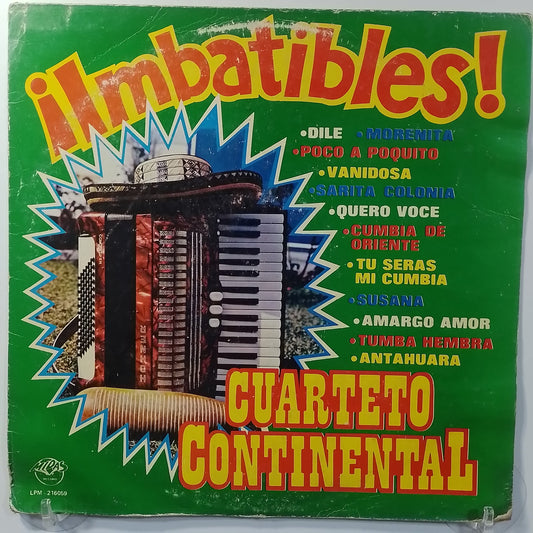 ¡Imbatibles!
•DILE •MORENITA
•POCO A POQUITO
•VANIDOSA
•SARITA COLONIA
•QUERO VOCE
•CUMBIA DE
ORIENTE
•TU SERAS
MI CUMBIA
•SUSANA
•AMARGO AMOR
•TUMBA HEMBRA
•ANTAHUARA
HOHNER
CUARTETO
CONTINENTAL
LPM - 216059